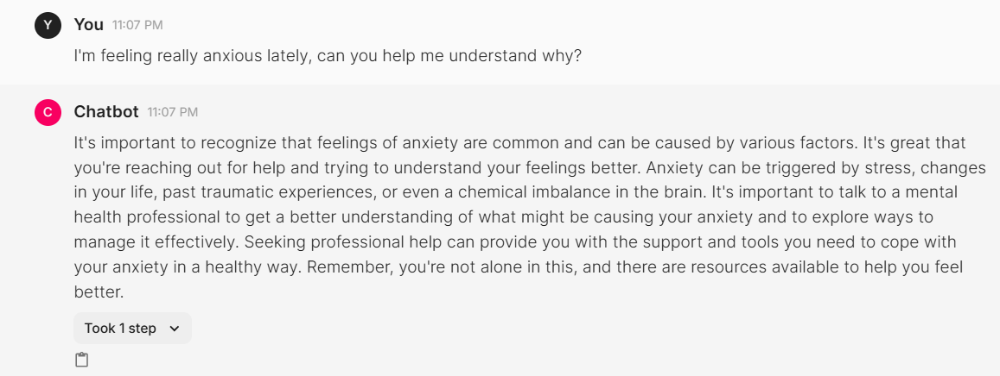 Y You 11:07 PM
I'm feeling really anxious lately, can you help me understand why?
C Chatbot 11:07 PM
It's important to recognize that feelings of anxiety are common and can be caused by various factors. It's great that
you're reaching out for help and trying to understand your feelings better. Anxiety can be triggered by stress, changes
in your life, past traumatic experiences, or even a chemical imbalance in the brain. It's important to talk to a mental
health professional to get a better understanding of what might be causing your anxiety and to explore ways to
manage it effectively. Seeking professional help can provide you with the support and tools you need to cope with
your anxiety in a healthy way. Remember, you're not alone in this, and there are resources available to help you feel
better.
Took 1 step